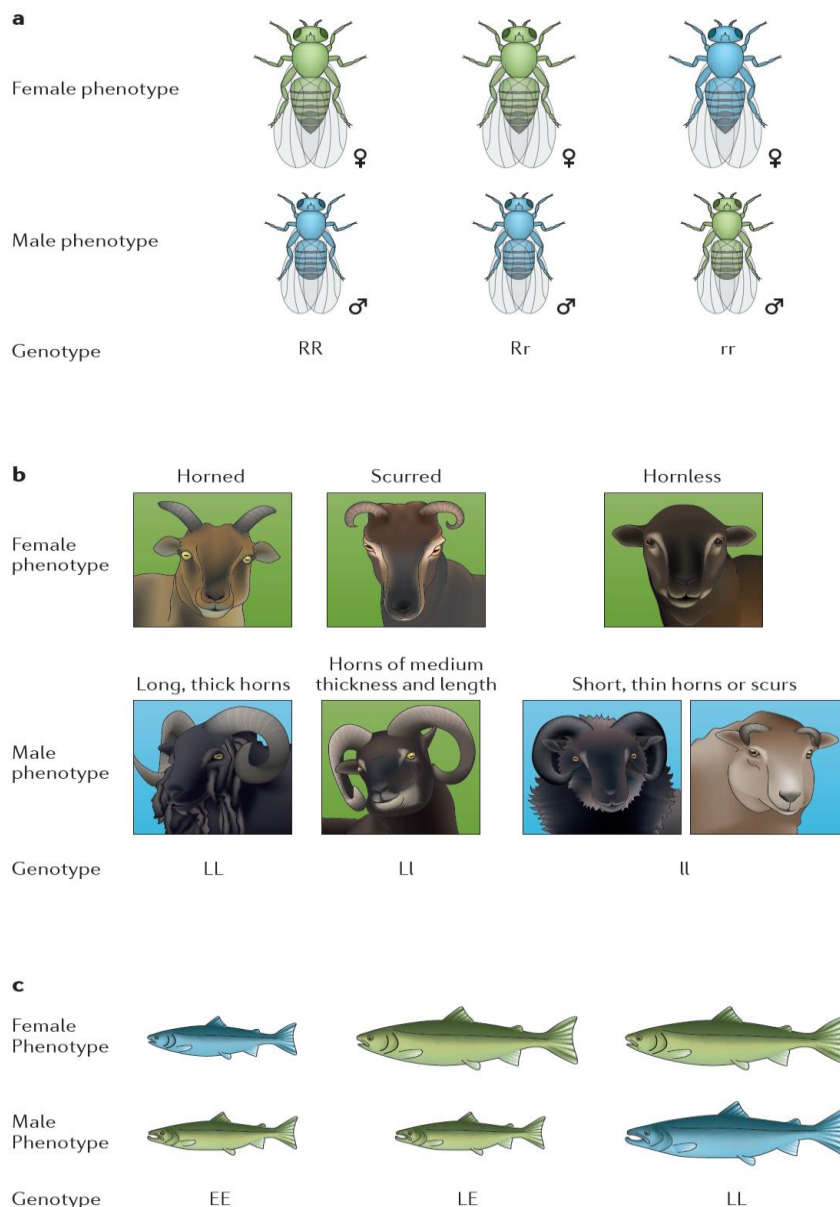 a
Female phenotype
♀ ♀ ♀
Male phenotype
♂ ♂ ♂
Genotype RR Rr rr
b
Horned Scurred Hornless
Female
phenotype
Long, thick horns
Horns of medium
thickness and length
Short, thin horns or scurs
Male
phenotype
Genotype LL Ll ll
c
Female
Phenotype
Male
Phenotype
Genotype EE LE LL